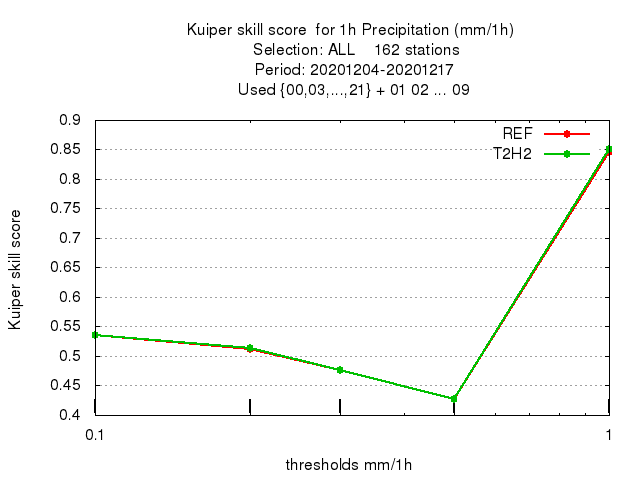 Kuiper skill score  for 1h Precipitation (mm/1h)
Selection: ALL    162 stations
Period: 20201204-20201217
Used {00,03,...,21} + 01 02 ... 09
REF
T2H2
0.9
0.85
0.8
0.75
0.7
0.65
0.6
0.55
0.5
0.45
0.4
Kuiper skill score
0.1
1
thresholds mm/1h